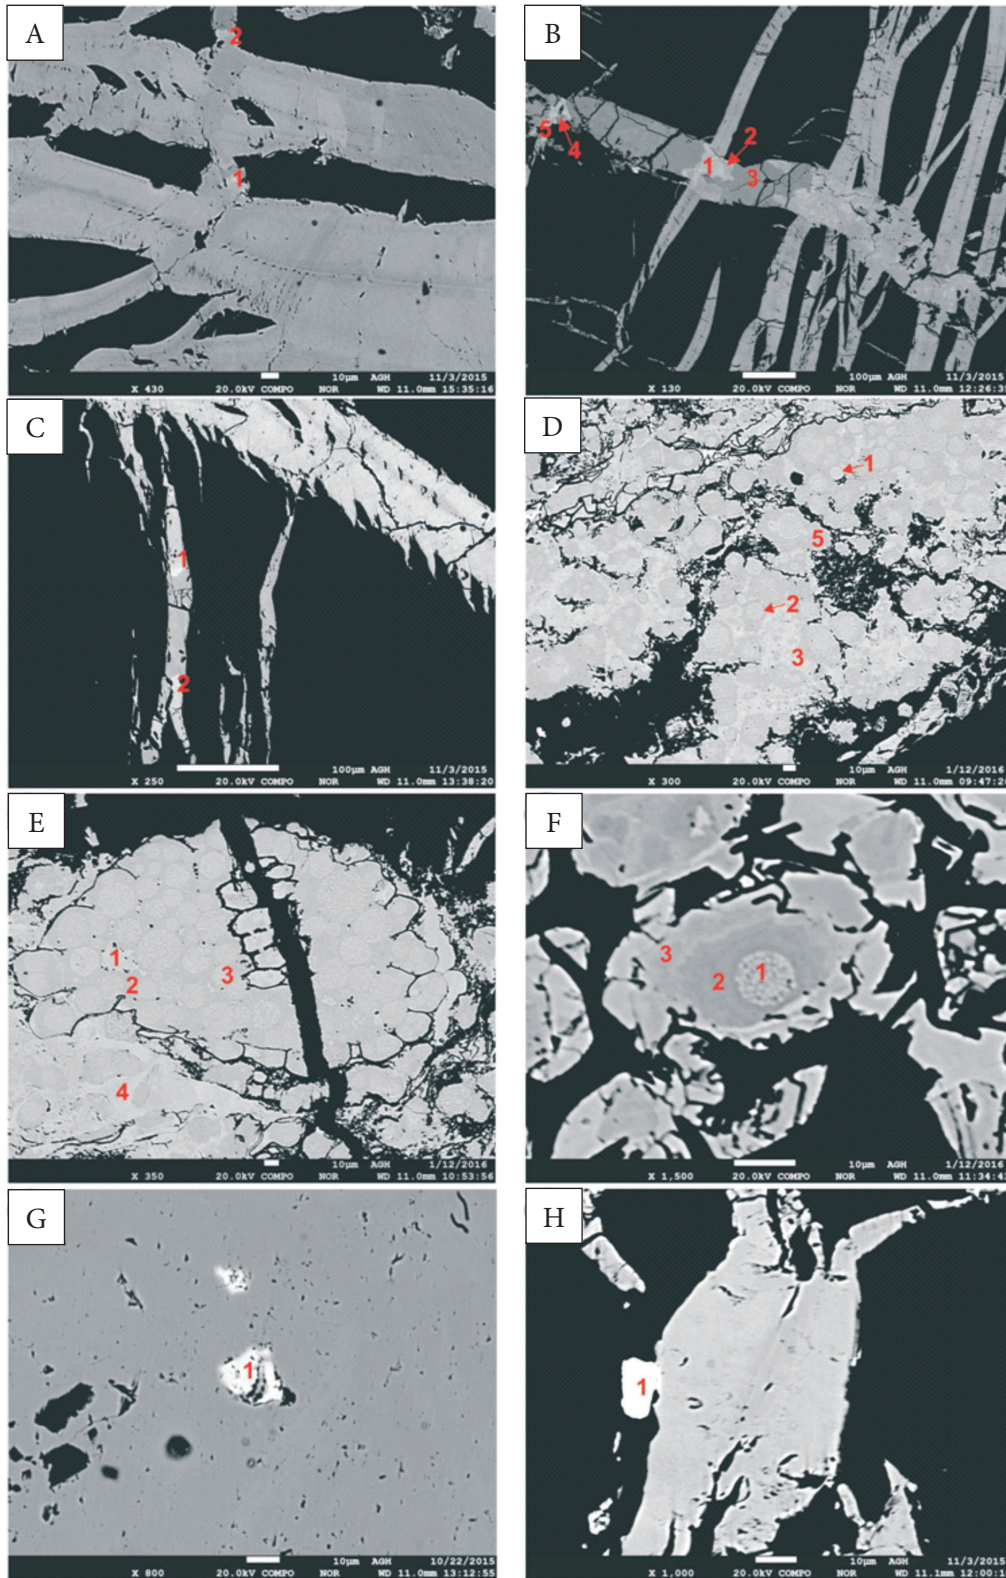 A
2
1
X 430 20.0kV COMPO NOR 10μm AGH WD 11.0mm 11/3/2015 15:35:16
B
2
1
3
5
4
X 130 20.0kV COMPO NOR 100μm AGH WD 11.0mm 11/3/2015 12:26:35
C
1
2
X 250 20.0kV COMPO NOR 100μm AGH WD 11.0mm 11/3/2015 13:38:20
D
1
5
2
3
X 300 20.0kV COMPO NOR 10μm AGH WD 11.0mm 1/12/2016 09:47:20
E
1
3
2
4
X 350 20.0kV COMPO NOR 10μm AGH WD 11.0mm 1/12/2016 10:53:56
F
3
1
2
X 1,500 20.0kV COMPO NOR 10μm AGH WD 11.0mm 1/12/2016
G
1
X 800 20.0kV COMPO NOR 10μm AGH WD 11.0mm 10/22/2015 13:12:55
H
1
X 1,000 20.0kV COMPO NOR 10μm AGH WD 11.1mm 11/3/2015